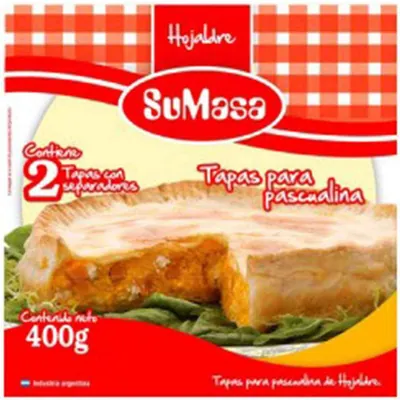 Hojaldre
SuMasa
Contiene
2 Tapas con
separadores
Tapas para
pascualina
Contenido neto
400g
Industria argentina
Tapas para pascualina de Hojaldre.